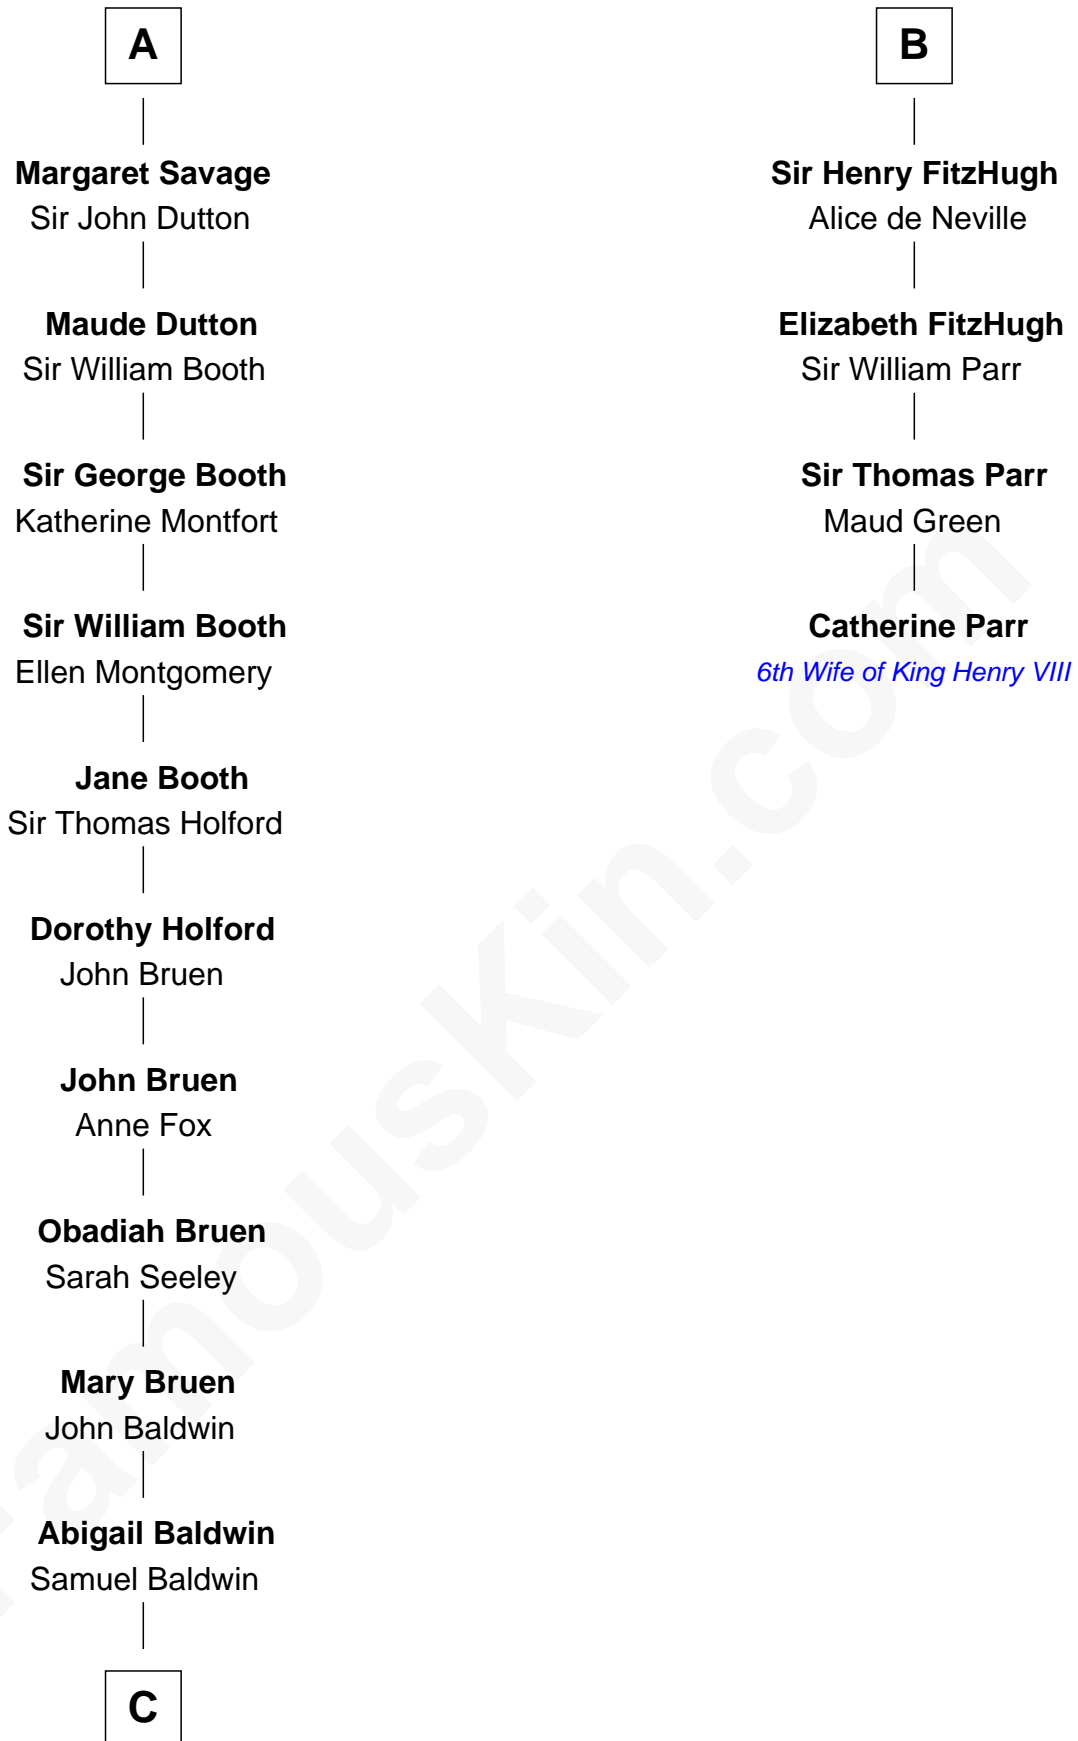 A
Margaret Savage
Sir John Dutton
Maude Dutton
Sir William Booth
Sir George Booth
Katherine Montfort
Sir William Booth
Ellen Montgomery
Jane Booth
Sir Thomas Holford
Dorothy Holford
John Bruen
John Bruen
Anne Fox
Obadiah Bruen
Sarah Seeley
Mary Bruen
John Baldwin
Abigail Baldwin
Samuel Baldwin
C
B
Sir Henry FitzHugh
Alice de Neville
Elizabeth FitzHugh
Sir William Parr
Sir Thomas Parr
Maud Green
Catherine Parr
6th Wife of King Henry VIII
FamousKin.com